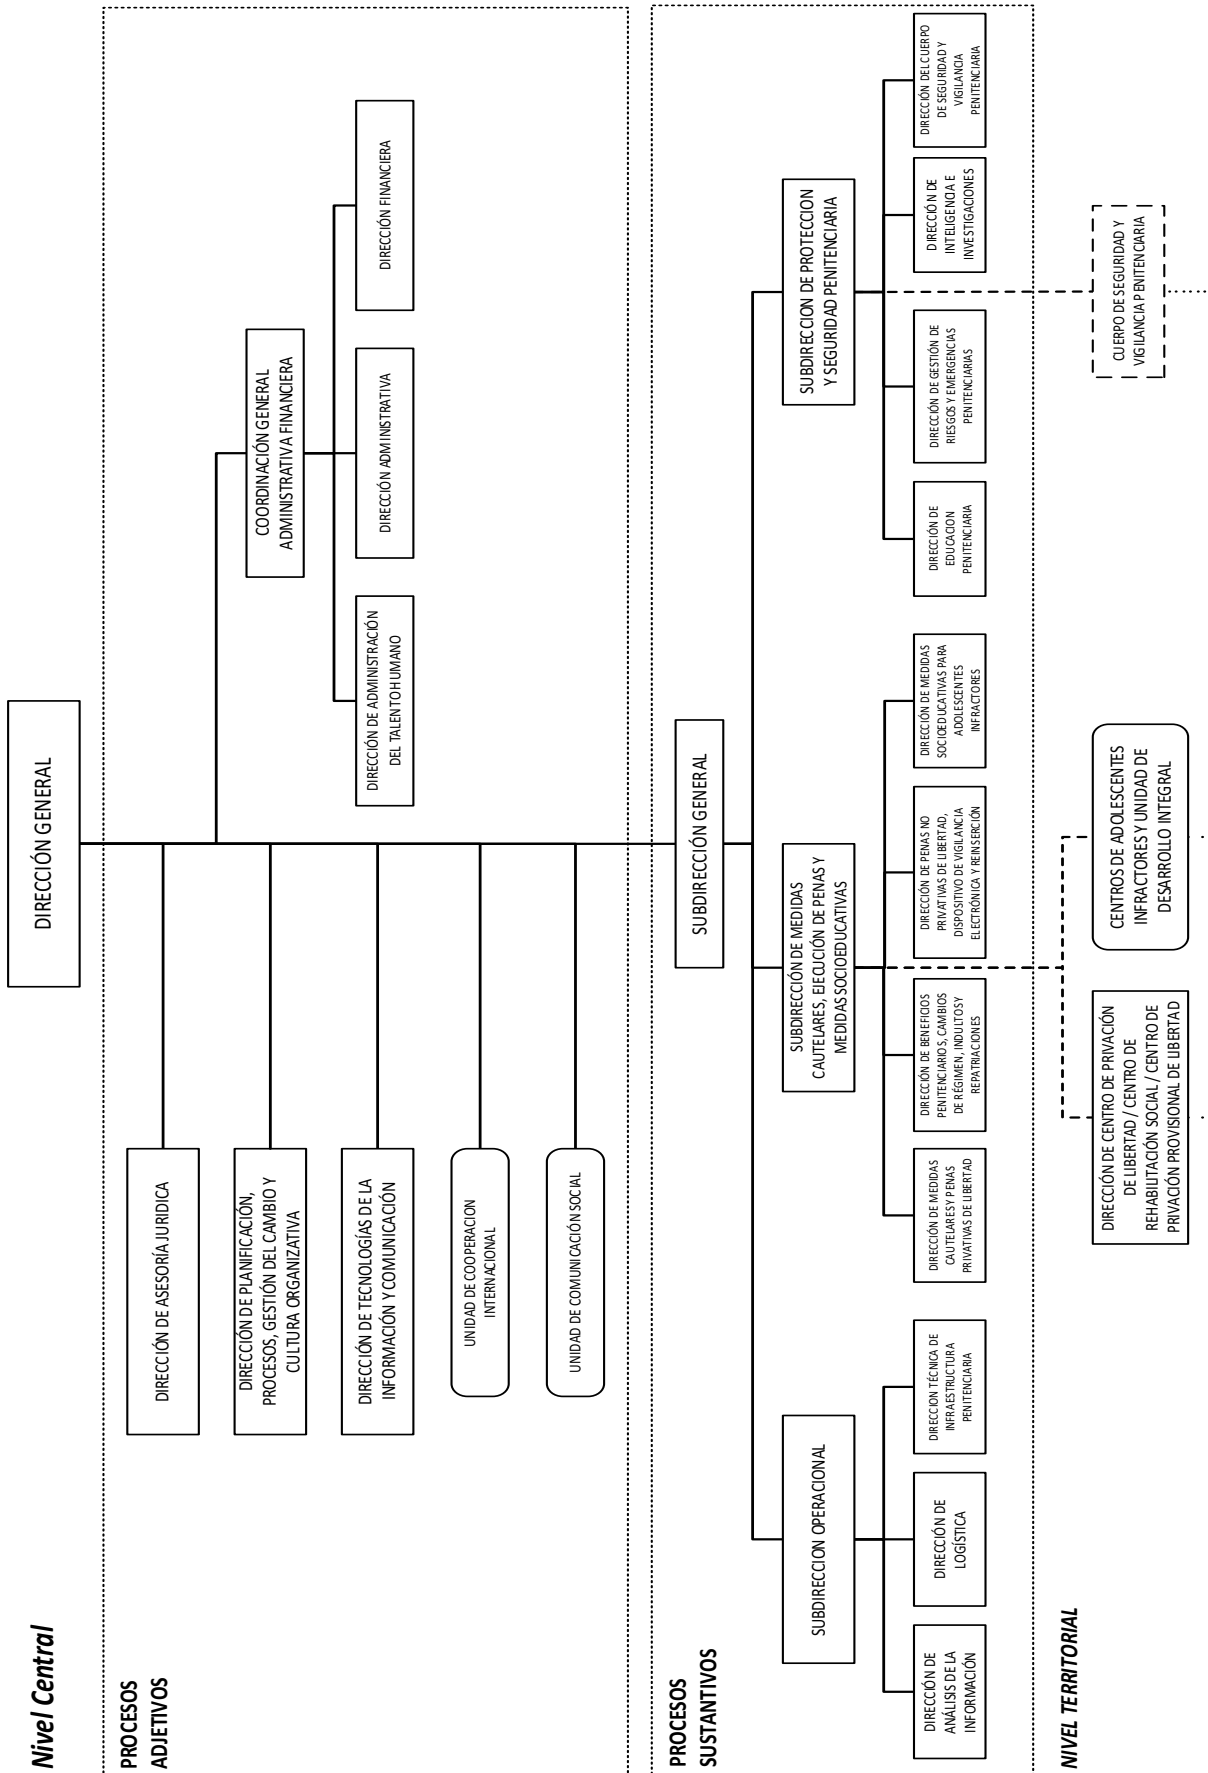 Nivel Central
DIRECCIÓN GENERAL
PROCESOS
ADJETIVOS
DIRECCIÓN DE ASESORÍA JURIDICA
DIRECCIÓN DE PLANIFICACIÓN,
PROCESOS, GESTIÓN DEL CAMBIO Y
CULTURA ORGANIZATIVA
DIRECCIÓN DE TECNOLOGÍAS DE LA
INFORMACIÓN Y COMUNICACIÓN
UNIDAD DE COOPERACION
INTERNACIONAL
UNIDAD DE COMUNICACIÓN SOCIAL
COORDINACIÓN GENERAL
ADMINISTRATIVA FINANCIERA
DIRECCIÓN DE ADMINISTRACIÓN
DEL TALENTO HUMANO
DIRECCIÓN ADMINISTRATIVA
DIRECCIÓN FINANCIERA
PROCESOS
SUSTANTIVOS
SUBDIRECCIÓN GENERAL
SUBDIRECCION OPERACIONAL
DIRECCIÓN DE
ANÁLISIS DE LA
INFORMACIÓN
DIRECCIÓN DE
LOGÍSTICA
DIRECCION TÉCNICA DE
INFRAESTRUCTURA
PENITENCIARIA
SUBDIRECCIÓN DE MEDIDAS
CAUTELARES, EJECUCIÓN DE PENAS Y
MEDIDAS SOCIOEDUCATIVAS
DIRECCIÓN DE MEDIDAS
CAUTELARES Y PENAS
PRIVATIVAS DE LIBERTAD
DIRECCIÓN DE BENEFICIOS
PENITENCIARIOS, CAMBIOS
DE RÉGIMEN, INDULTOS Y
REPATRIACIONES
DIRECCIÓN DE PENAS NO
PRIVATIVAS DE LIBERTAD,
DISPOSITIVO DE VIGILANCIA
ELECTRÓNICA Y REINSERCIÓN
DIRECCIÓN DE MEDIDAS
SOCIOEDUCATIVAS PARA
ADOLESCENTES
INFRACTORES
SUBDIRECCION DE PROTECCION
Y SEGURIDAD PENITENCIARIA
DIRECCIÓN DE
EDUCACION
PENITENCIARIA
DIRECCIÓN DE GESTIÓN DE
RIESGOS Y EMERGENCIAS
PENITENCIARIAS
DIRECCIÓN DE
INTELIGENCIA E
INVESTIGACIONES
DIRECCIÓN DEL CUERPO
DE SEGURIDAD Y
VIGILANCIA
PENITENCIARIA
NIVEL TERRITORIAL
DIRECCIÓN DE CENTRO DE PRIVACIÓN
DE LIBERTAD / CENTRO DE
REHABILITACIÓN SOCIAL / CENTRO DE
PRIVACIÓN PROVISIONAL DE LIBERTAD
CENTROS DE ADOLESCENTES
INFRACTORES Y UNIDAD DE
DESARROLLO INTEGRAL
CUERPO DE SEGURIDAD Y
VIGILANCIA PENITENCIARIA